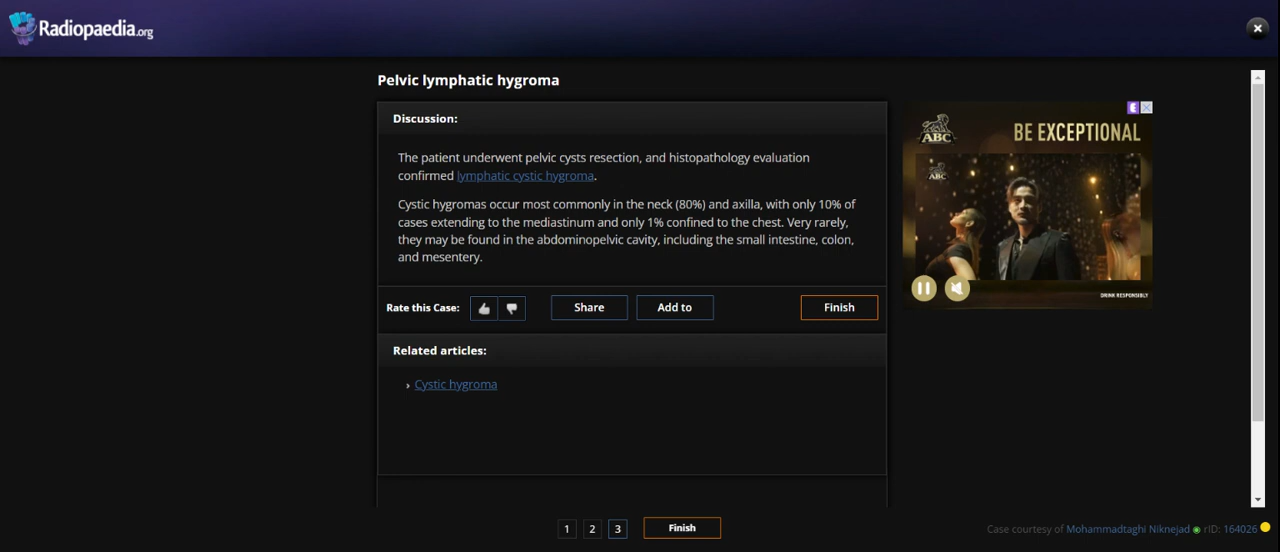 Radiopaedia.org
Pelvic lymphatic hygroma
Discussion:
The patient underwent pelvic cysts resection, and histopathology evaluation
confirmed lymphatic cystic hygroma.
Cystic hygromas occur most commonly in the neck (80%) and axilla, with only 10% of
cases extending to the mediastinum and only 1% confined to the chest. Very rarely,
they may be found in the abdominopelvic cavity, including the small intestine, colon,
and mesentery.
Rate this Case:
Share
Add to
Finish
Related articles:
› Cystic hygroma
ABC
BE EXCEPTIONAL
ABC
DRINK RESPONSIBLY
1 2 3 Finish
Case courtesy of Mohammadtaghi Niknejad rID: 164026